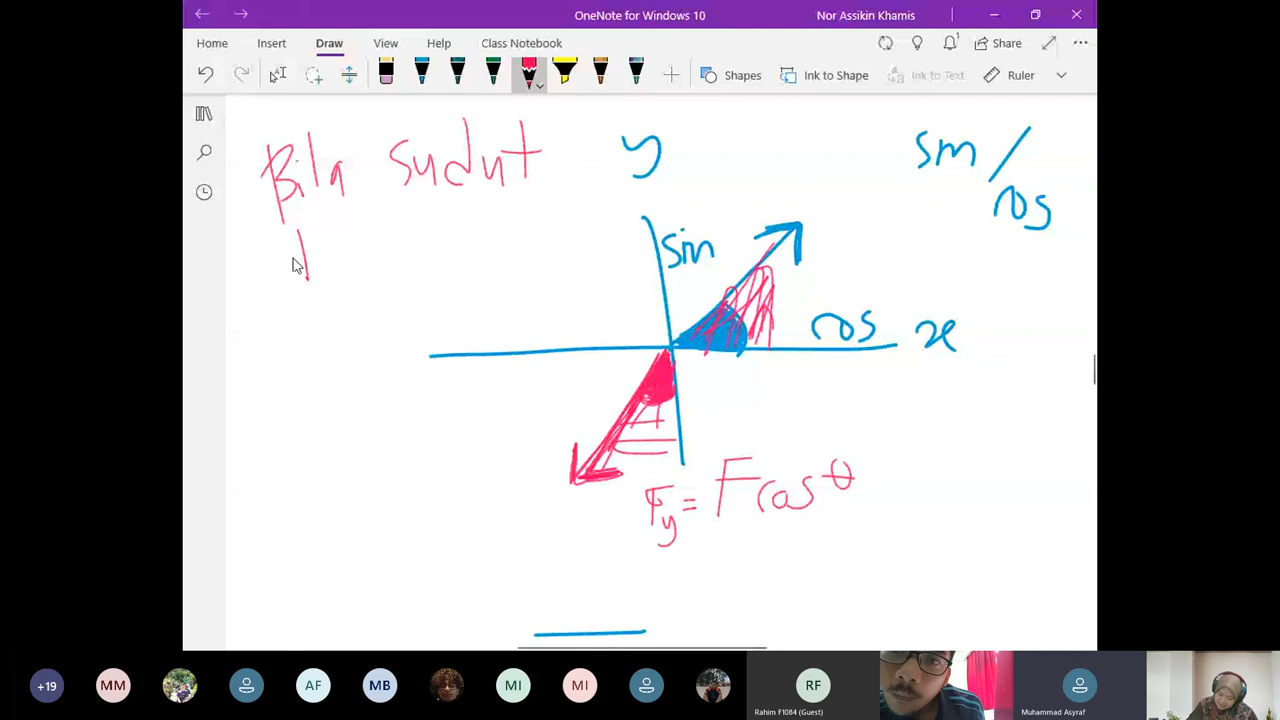 OneNote for Windows 10
Nor Assikin Khamis
Home Insert Draw View Help Class Notebook
Share
Shapes
Ink to Shape
Ink to Text
Ruler
Bila sudut
y
sin /
cos
sin
cos x
Fy = Fcosθ
+19 MM AF MB MI MI RF
Rahim F1084 (Guest)
Muhammad Asyraf